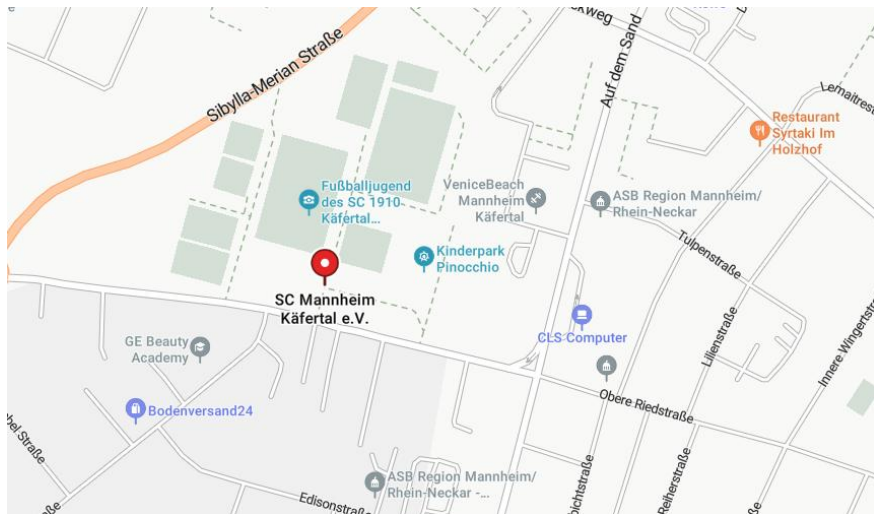 Sibylla-Merian Straße
Auf dem Sand
Restaurant
Syrtaki Im
Holzhof
Fußballjugend
des SC 1910
Käfertal...
VeniceBeach
Mannheim
Käfertal
ASB Region Mannheim/
Rhein-Neckar
Tulpenstraße
Kinderpark
Pinocchio
SC Mannheim
Käfertal e.V.
CLS Computer
Lilienstraße
Innere Wingertstr
GE Beauty
Academy
Obere Riedstraße
Bodenversand24
Straße
ASB Region Mannheim/
Rhein-Neckar -...
Edisonstraße
Reiherstraße